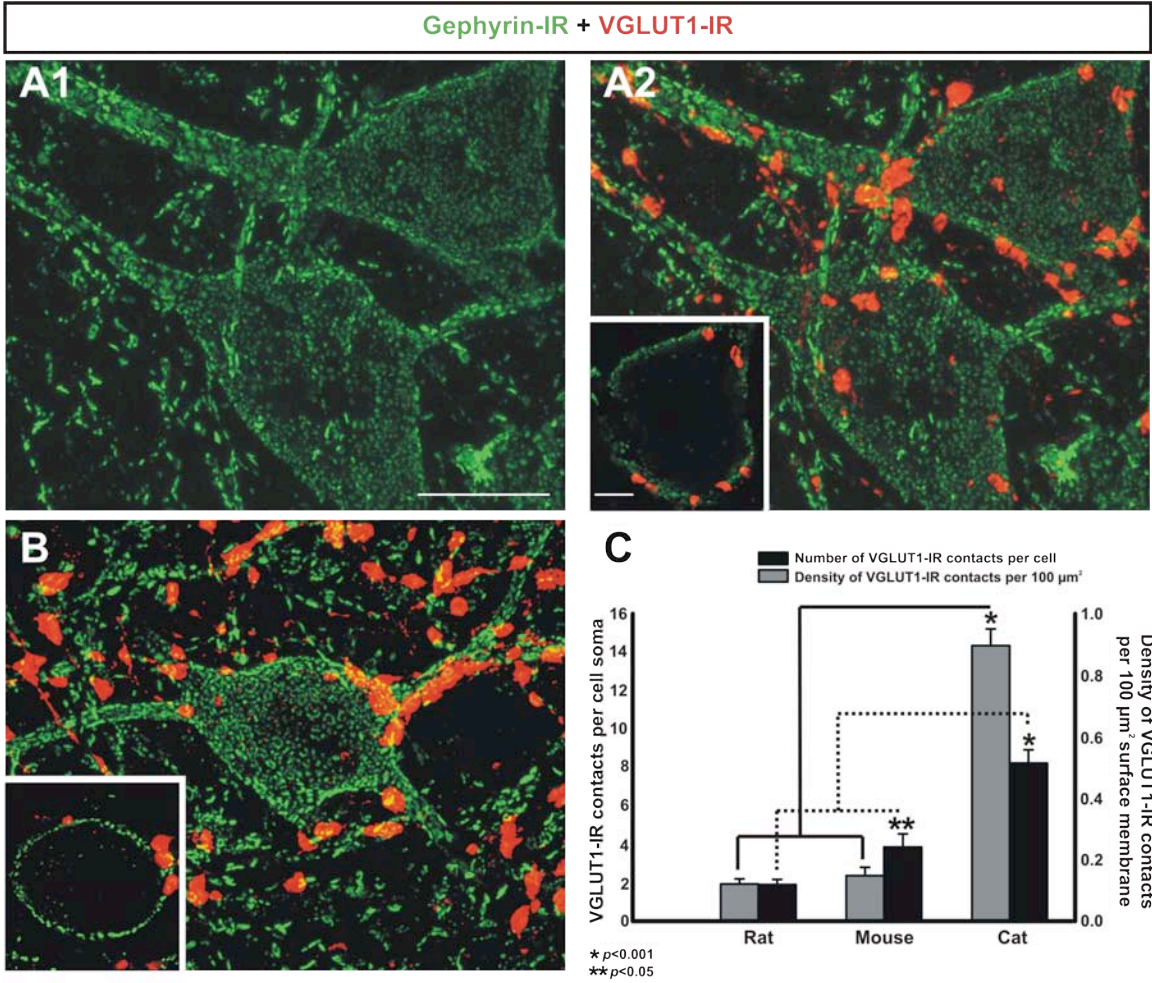 Gephyrin-IR + VGLUT1-IR
A1
A2
B
C
Number of VGLUT1-IR contacts per cell
Density of VGLUT1-IR contacts per 100 µm²
VGLUT1-IR contacts per cell soma
16
14
12
10
8
6
4
2
0
*
*
**
1.0
0.8
0.6
0.4
0.2
0.0
Density of VGLUT1-IR contacts
per 100 µm² surface membrane
Rat
Mouse
Cat
* p<0.001
** p<0.05